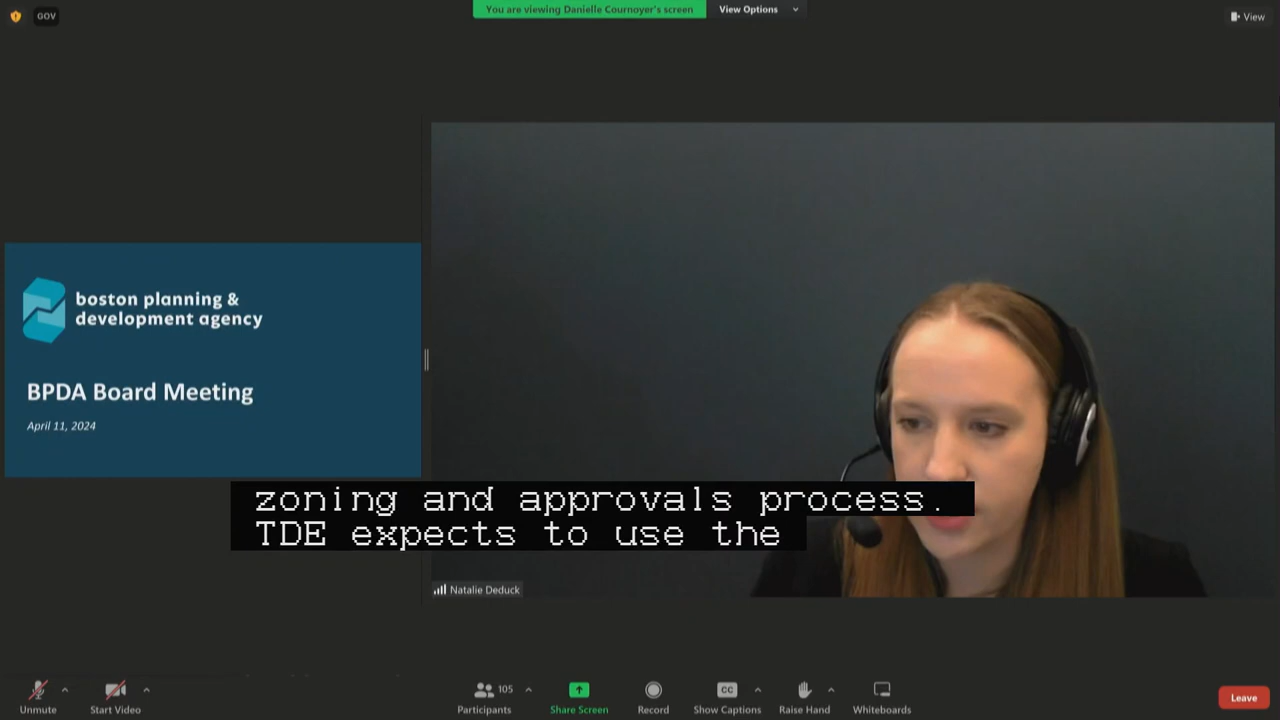 GOV
You are viewing Danielle Cournoyer's screen
View Options
View
boston planning &
development agency
BPDA Board Meeting
April 11, 2024
zoning and approvals process.
TDE expects to use the
Natalie Deduck
Unmute
Start Video
105
Participants
Share Screen
Record
CC
Show Captions
Raise Hand
Whiteboards
Leave